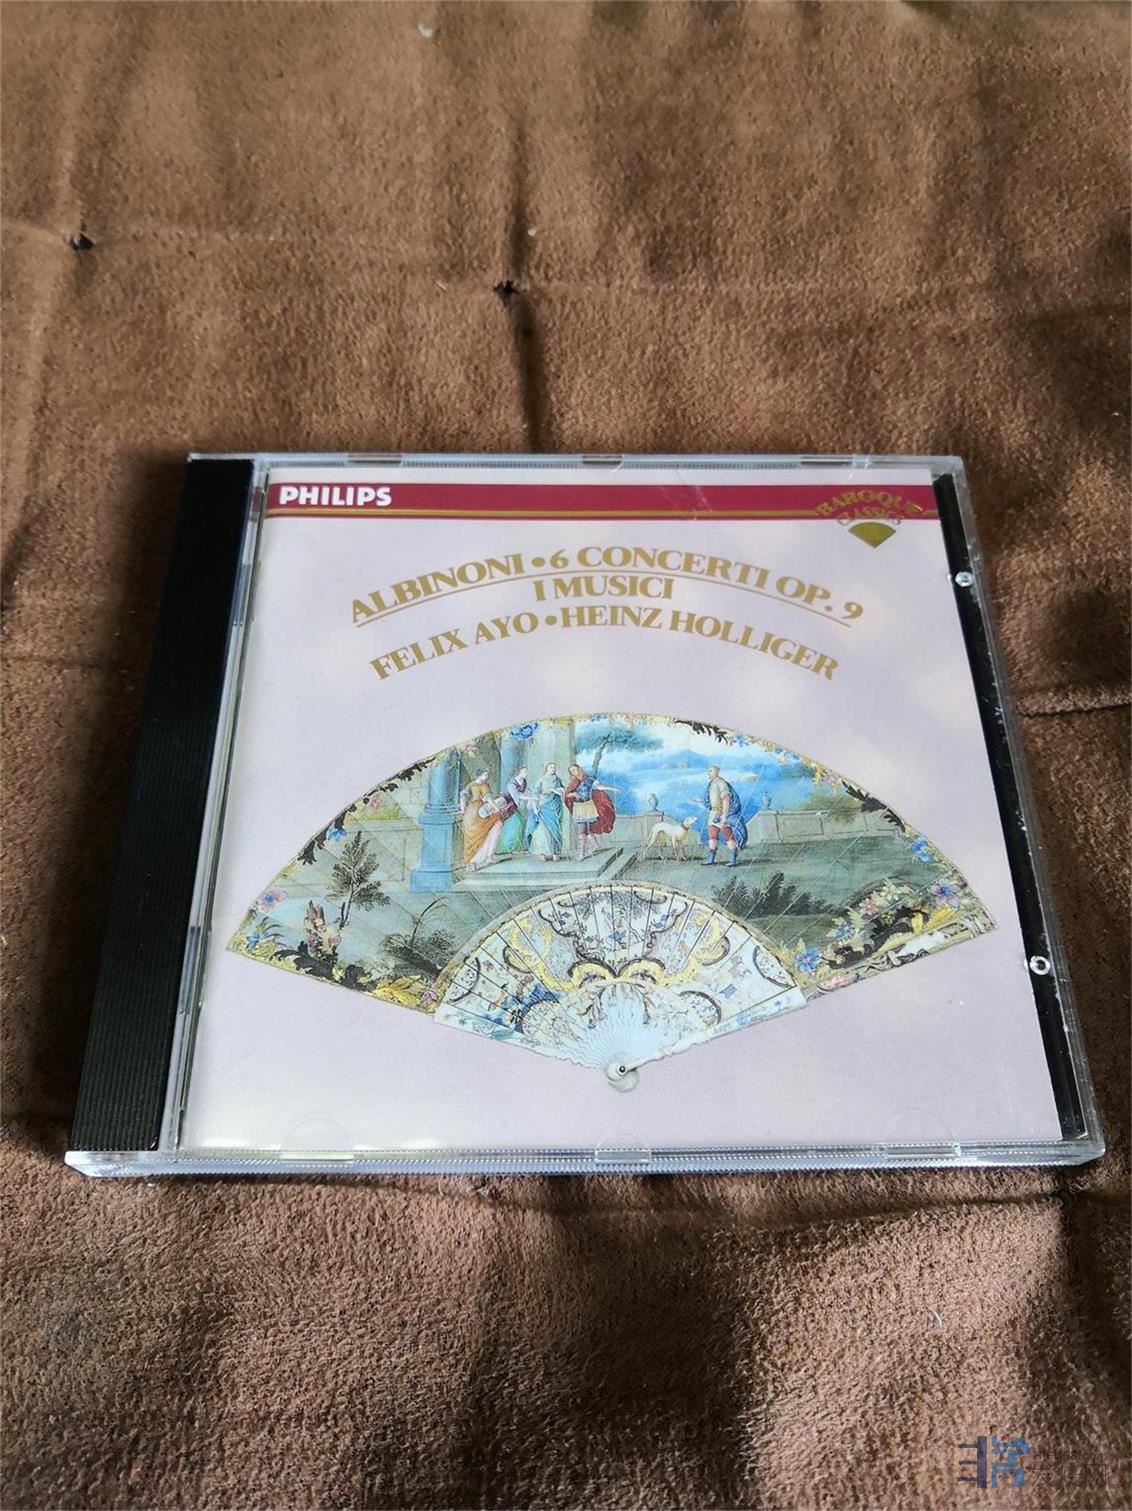 PHILIPS
BAROQUE
CLASSICS
ALBINONI • 6 CONCERTI OP. 9
I MUSICI
FELIX AYO • HEINZ HOLLIGER